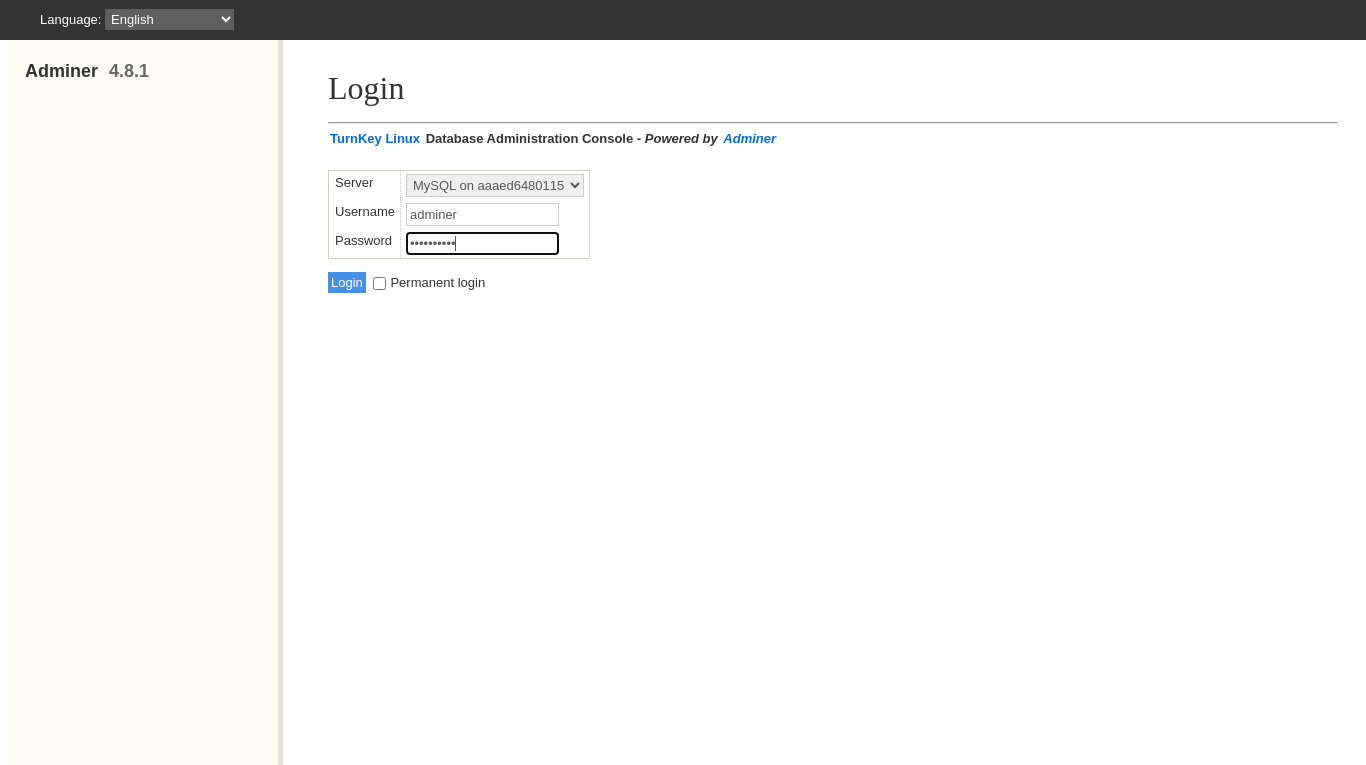 Language: English
Adminer 4.8.1
Login
TurnKey Linux Database Administration Console - Powered by Adminer
Server MySQL on aaaed6480115
Username adminer
Password ••••••••••
Login Permanent login